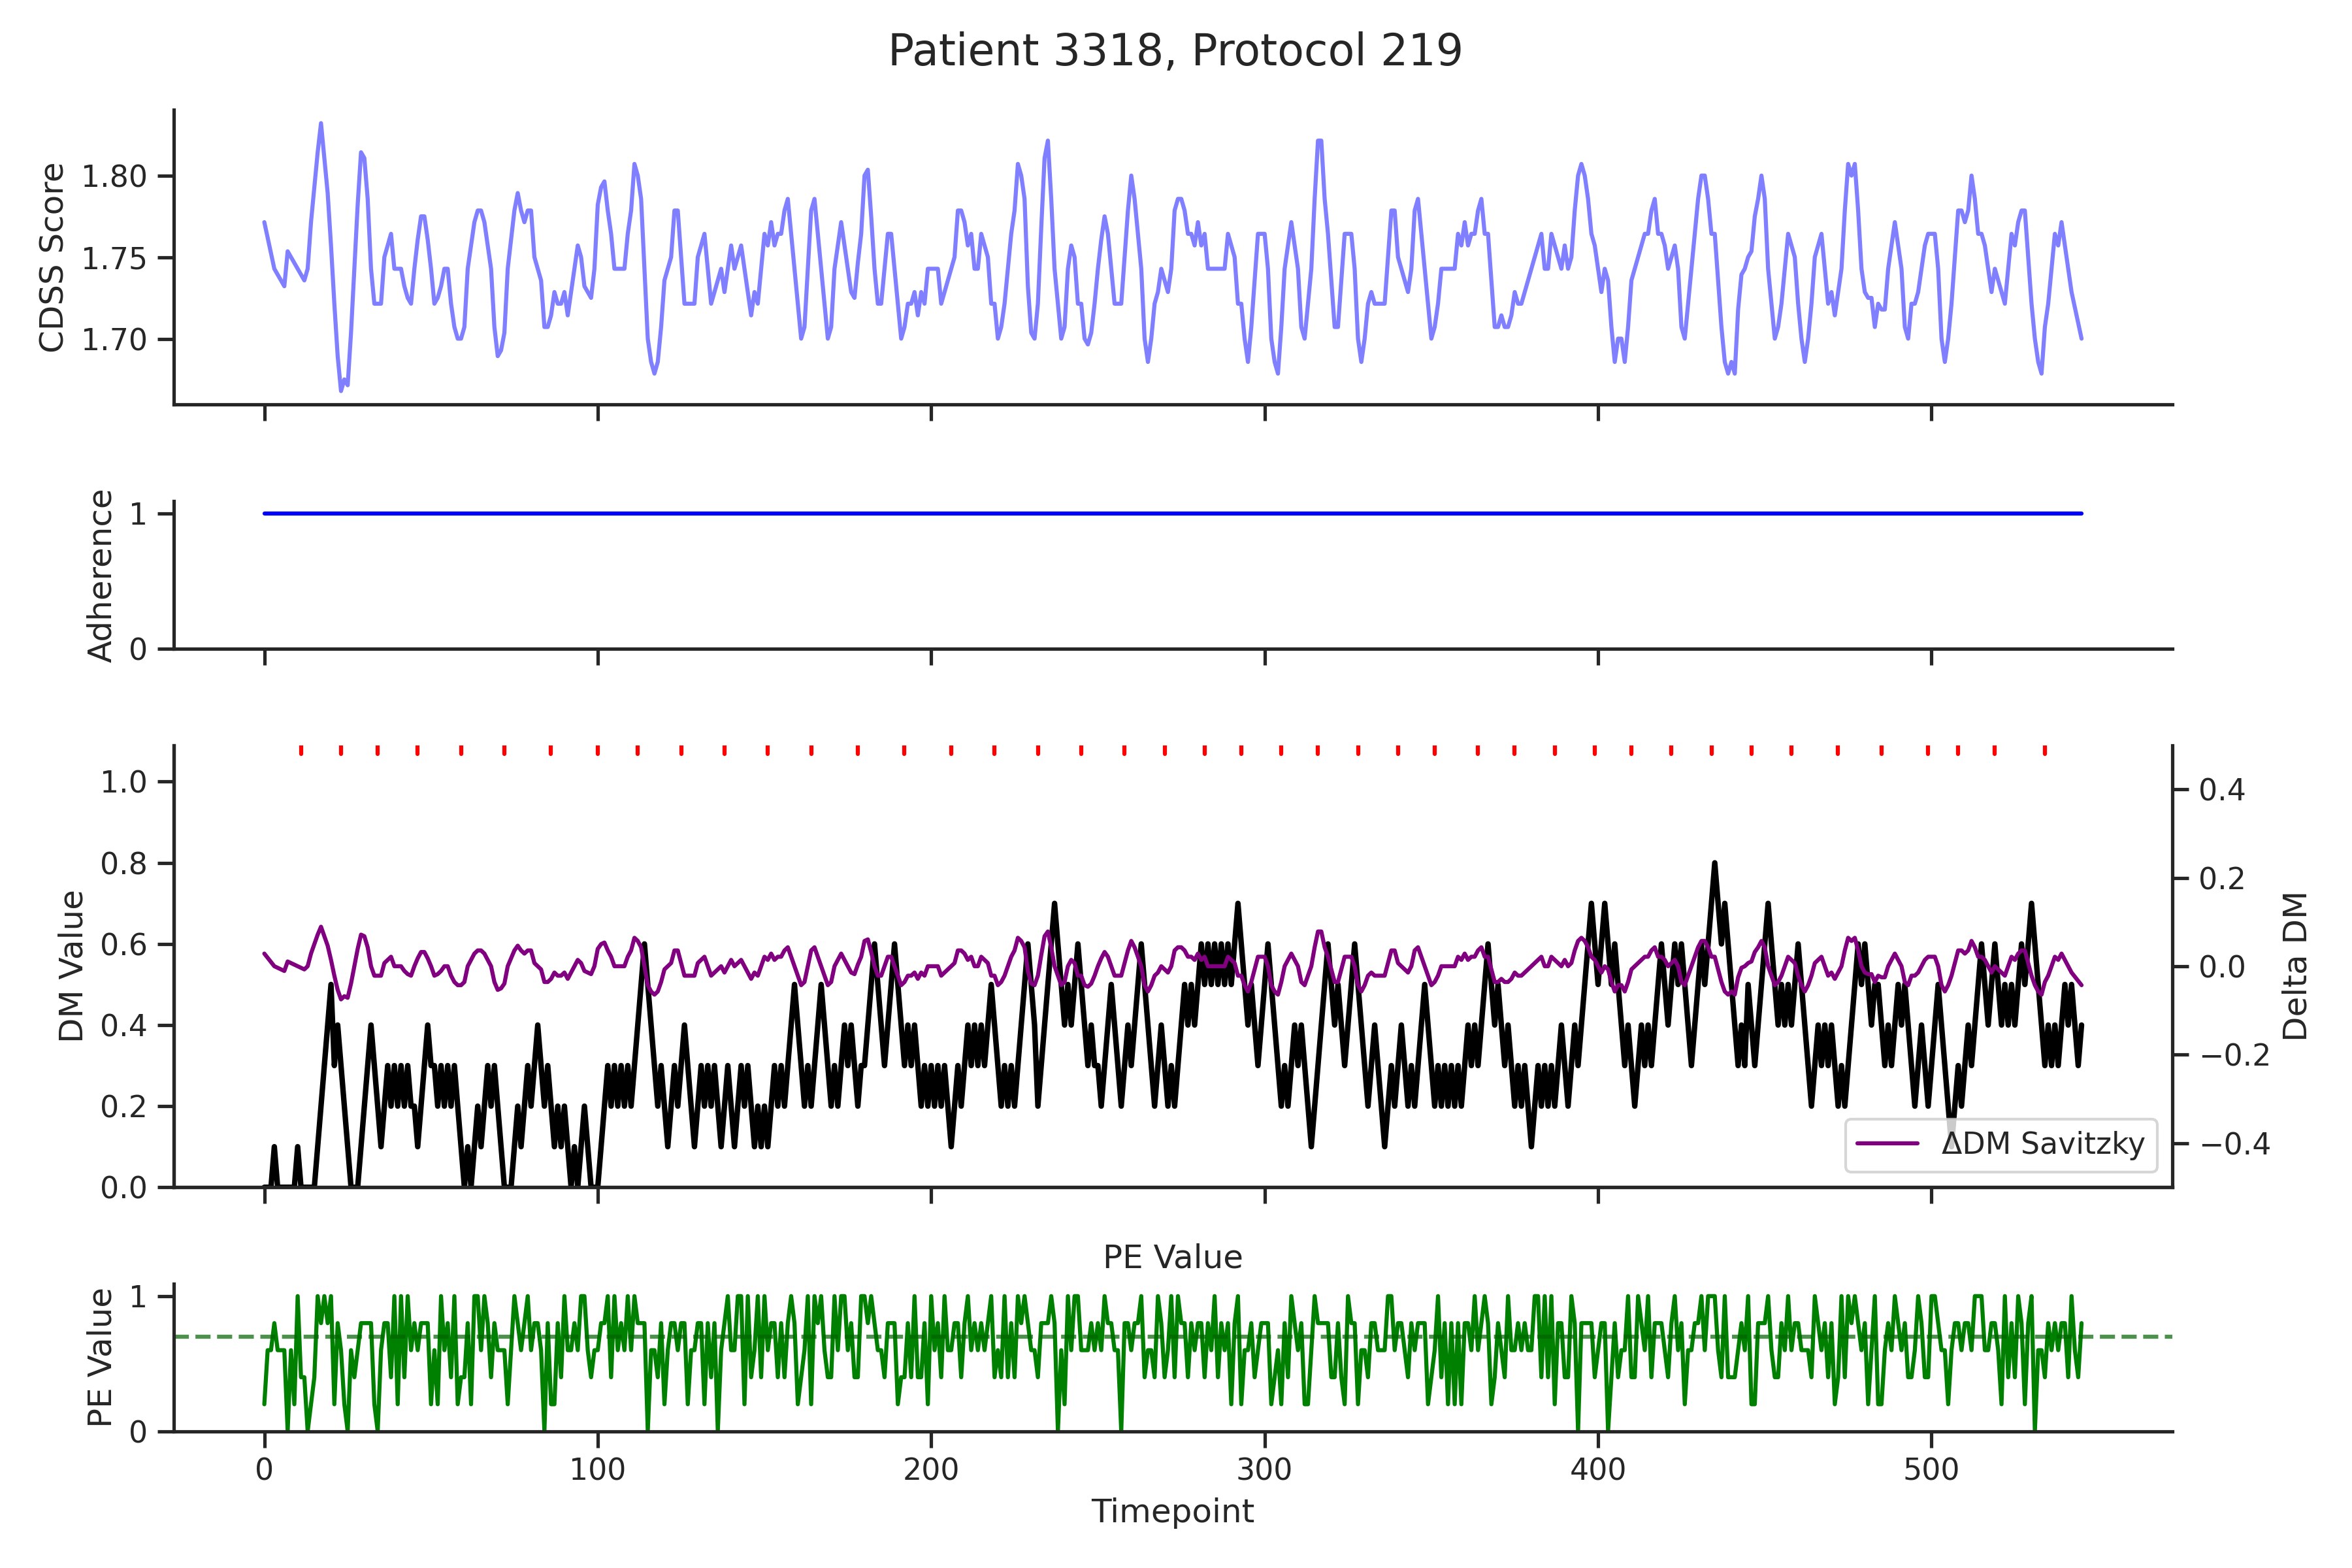 Patient 3318, Protocol 219
CDSS Score
1.80
1.75
1.70
Adherence
1
0
DM Value
1.0
0.8
0.6
0.4
0.2
0.0
0.4
0.2
0.0
−0.2
−0.4
Delta DM
ΔDM Savitzky
PE Value
PE Value
1
0
0 100 200 300 400 500
Timepoint